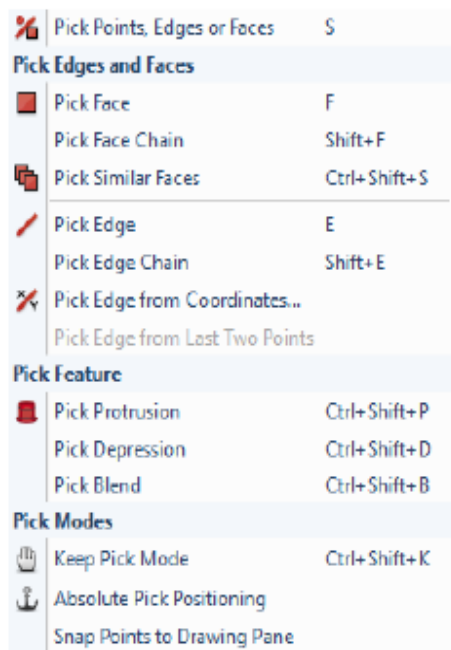 Pick Points, Edges or Faces S
Pick Edges and Faces
Pick Face F
Pick Face Chain Shift+F
Pick Similar Faces Ctrl+Shift+S
Pick Edge E
Pick Edge Chain Shift+E
Pick Edge from Coordinates...
Pick Edge from Last Two Points
Pick Feature
Pick Protrusion Ctrl+Shift+P
Pick Depression Ctrl+Shift+D
Pick Blend Ctrl+Shift+B
Pick Modes
Keep Pick Mode Ctrl+Shift+K
Absolute Pick Positioning
Snap Points to Drawing Pane